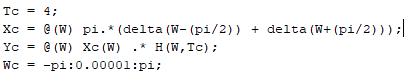 Tc = 4;
Xc = @(W) pi.*(delta(W-(pi/2)) + delta(W+(pi/2)));
Yc = @(W) Xc(W) .* H(W,Tc);
Wc = -pi:0.00001:pi;